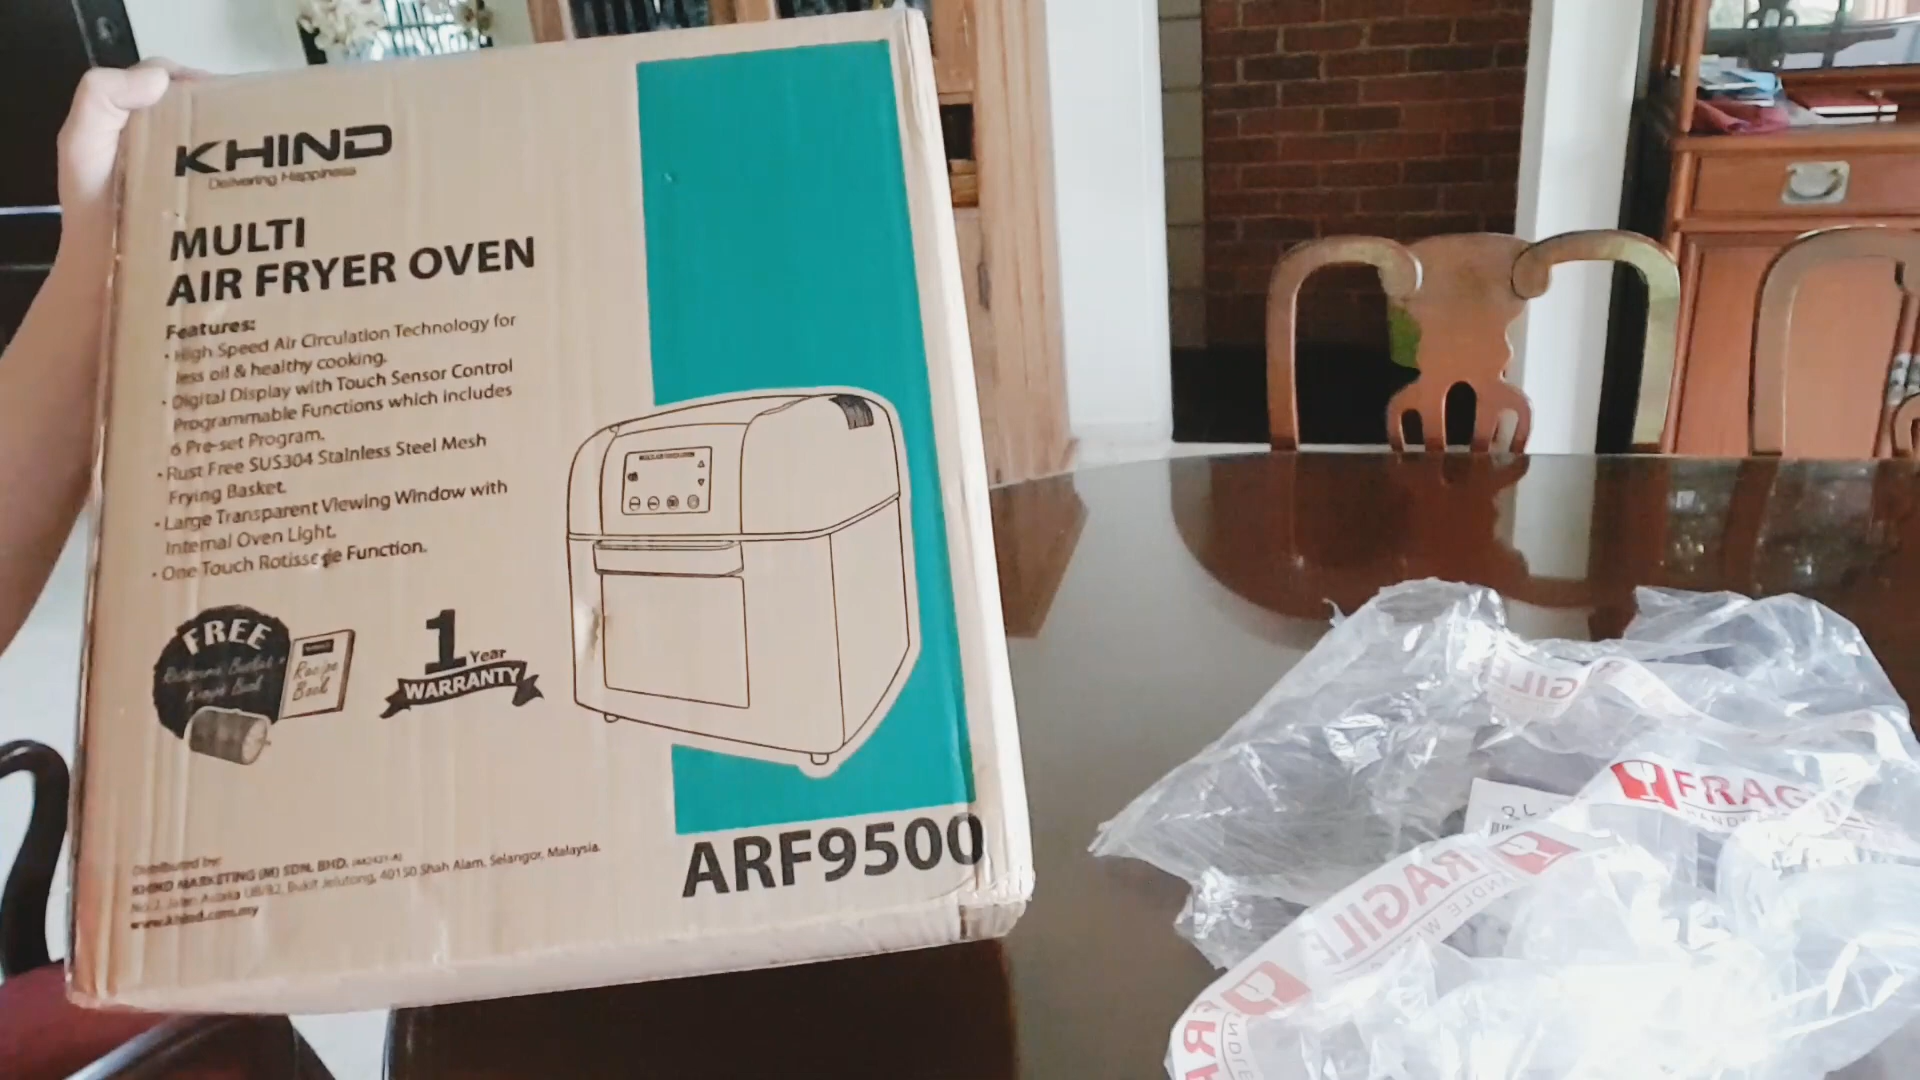 KHIND
Delivering Happiness
MULTI
AIR FRYER OVEN
Features:
• High Speed Air Circulation Technology for
less oil & healthy cooking.
• Digital Display with Touch Sensor Control
Programmable Functions which includes
6 Pre-set Program.
• Rust Free SUS304 Stainless Steel Mesh
Frying Basket.
• Large Transparent Viewing Window with
Internal Oven Light.
• One Touch Rotisserie Function.
FREE
Recipe
Book
1
Year
WARRANTY
Distributed by:
KHIND MARKETING (M) SDN. BHD.
Bukit Jelutong, 40150 Shah Alam, Selangor, Malaysia.
www.khind.com.my
ARF9500
FRAGILE
FRAGILE